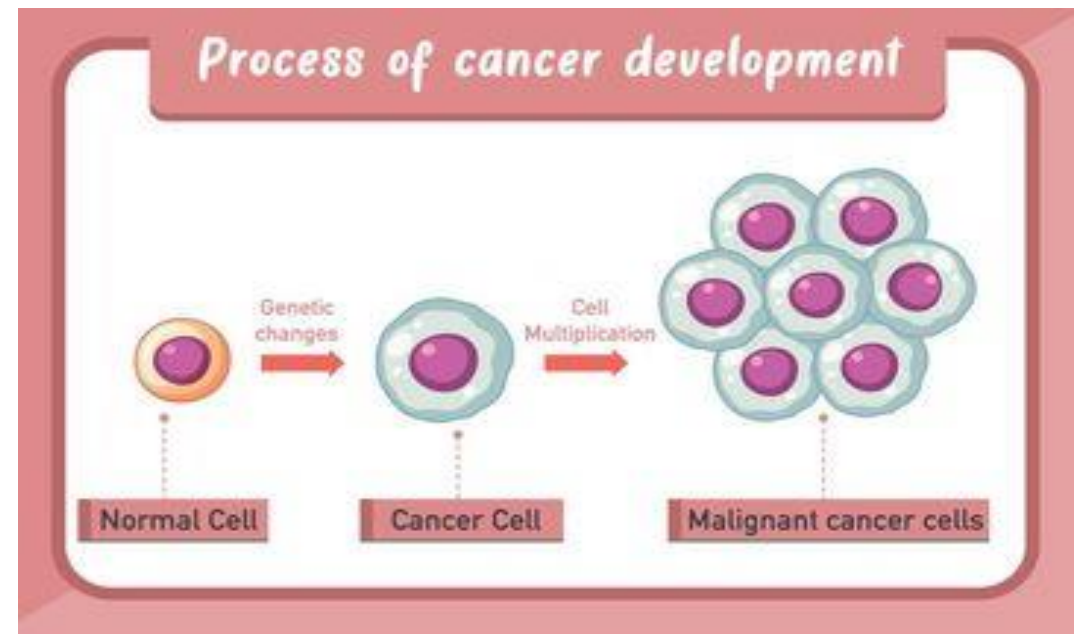 Process of cancer development
Genetic
changes
Cell
Multiplication
Normal Cell
Cancer Cell
Malignant cancer cells